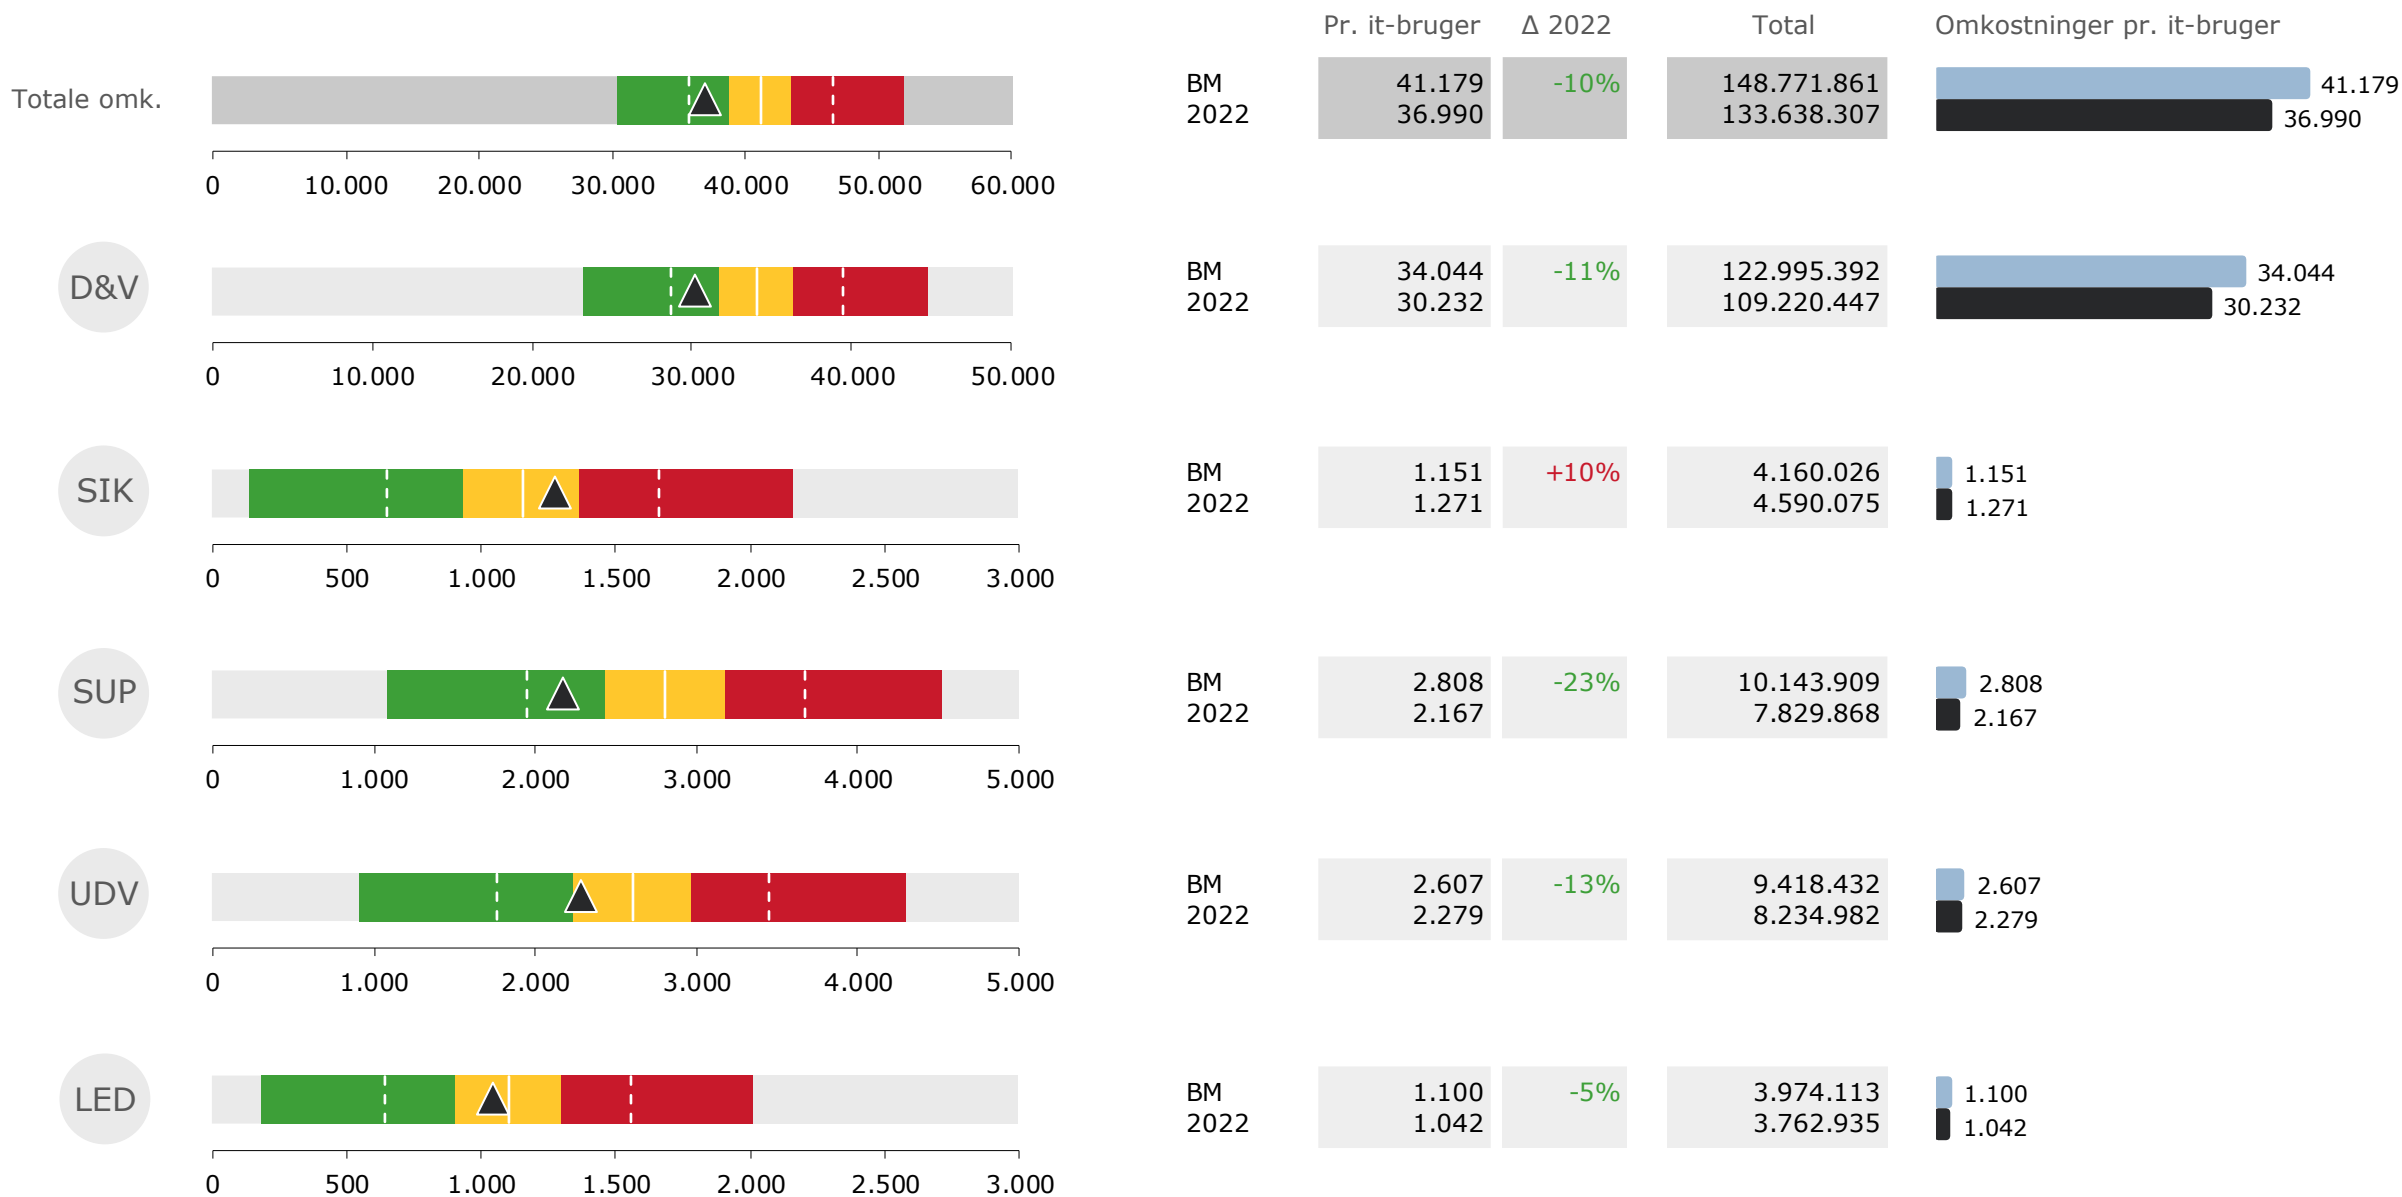 Pr. it-bruger Δ 2022 Total Omkostninger pr. it-bruger
Totale omk.
0 10.000 20.000 30.000 40.000 50.000 60.000
BM 41.179 -10% 148.771.861
2022 36.990 133.638.307
41.179
36.990
D&V
0 10.000 20.000 30.000 40.000 50.000
BM 34.044 -11% 122.995.392
2022 30.232 109.220.447
34.044
30.232
SIK
0 500 1.000 1.500 2.000 2.500 3.000
BM 1.151 +10% 4.160.026
2022 1.271 4.590.075
1.151
1.271
SUP
0 1.000 2.000 3.000 4.000 5.000
BM 2.808 -23% 10.143.909
2022 2.167 7.829.868
2.808
2.167
UDV
0 1.000 2.000 3.000 4.000 5.000
BM 2.607 -13% 9.418.432
2022 2.279 8.234.982
2.607
2.279
LED
0 500 1.000 1.500 2.000 2.500 3.000
BM 1.100 -5% 3.974.113
2022 1.042 3.762.935
1.100
1.042